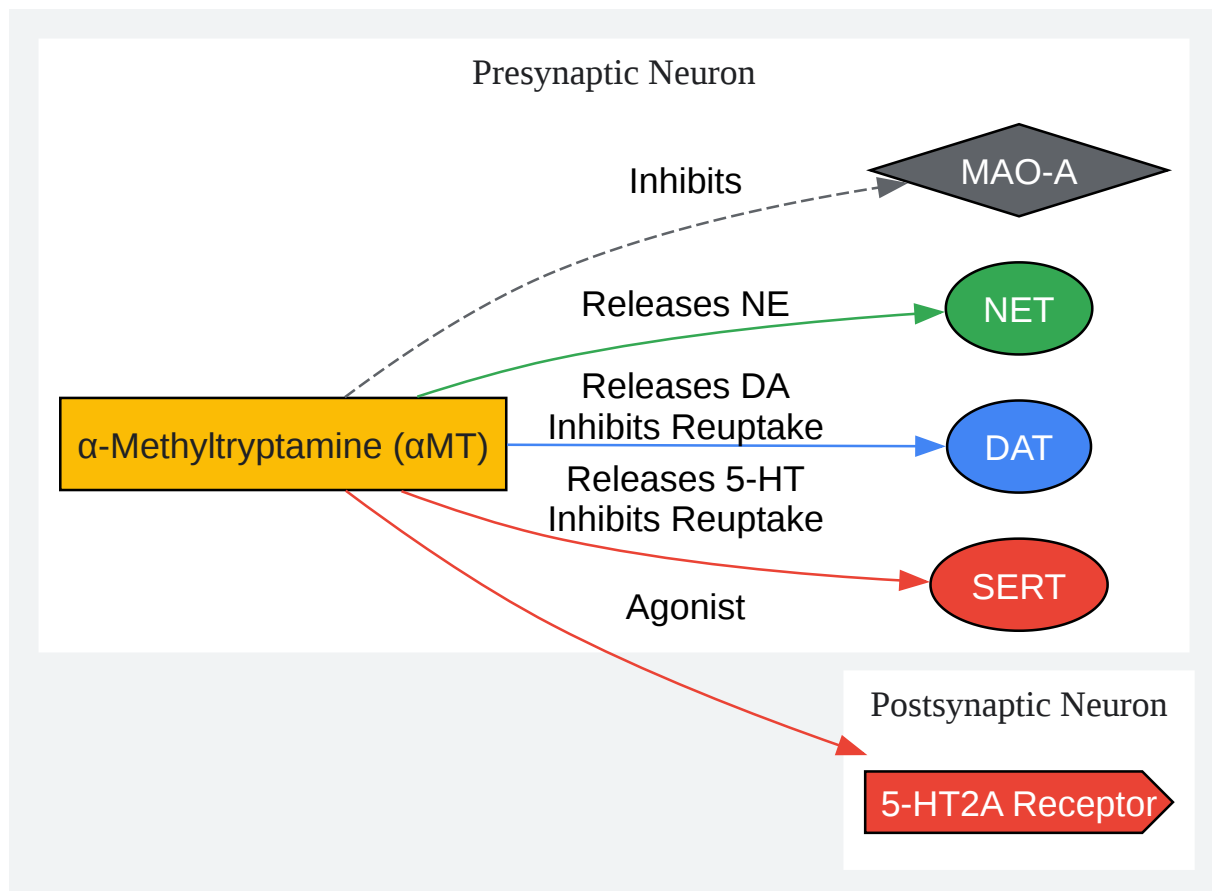 Presynaptic Neuron
Inhibits
MAO-A
Releases NE
NET
Releases DA
Inhibits Reuptake
α-Methyltryptamine (αMT)
DAT
Releases 5-HT
Inhibits Reuptake
SERT
Agonist
Postsynaptic Neuron
5-HT2A Receptor